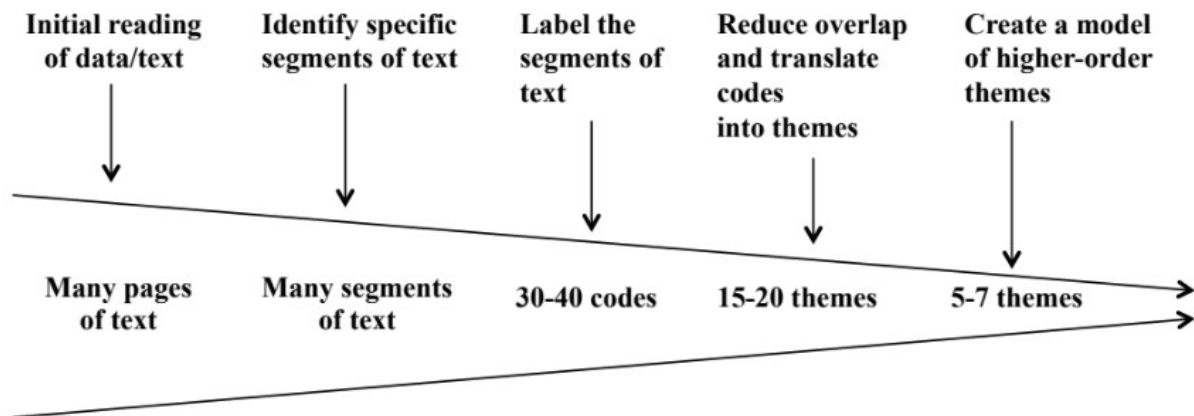 Initial reading
of data/text
Identify specific
segments of text
Label the
segments of
text
Reduce overlap
and translate
codes
into themes
Create a model
of higher-order
themes
Many pages
of text
Many segments
of text
30-40 codes
15-20 themes
5-7 themes